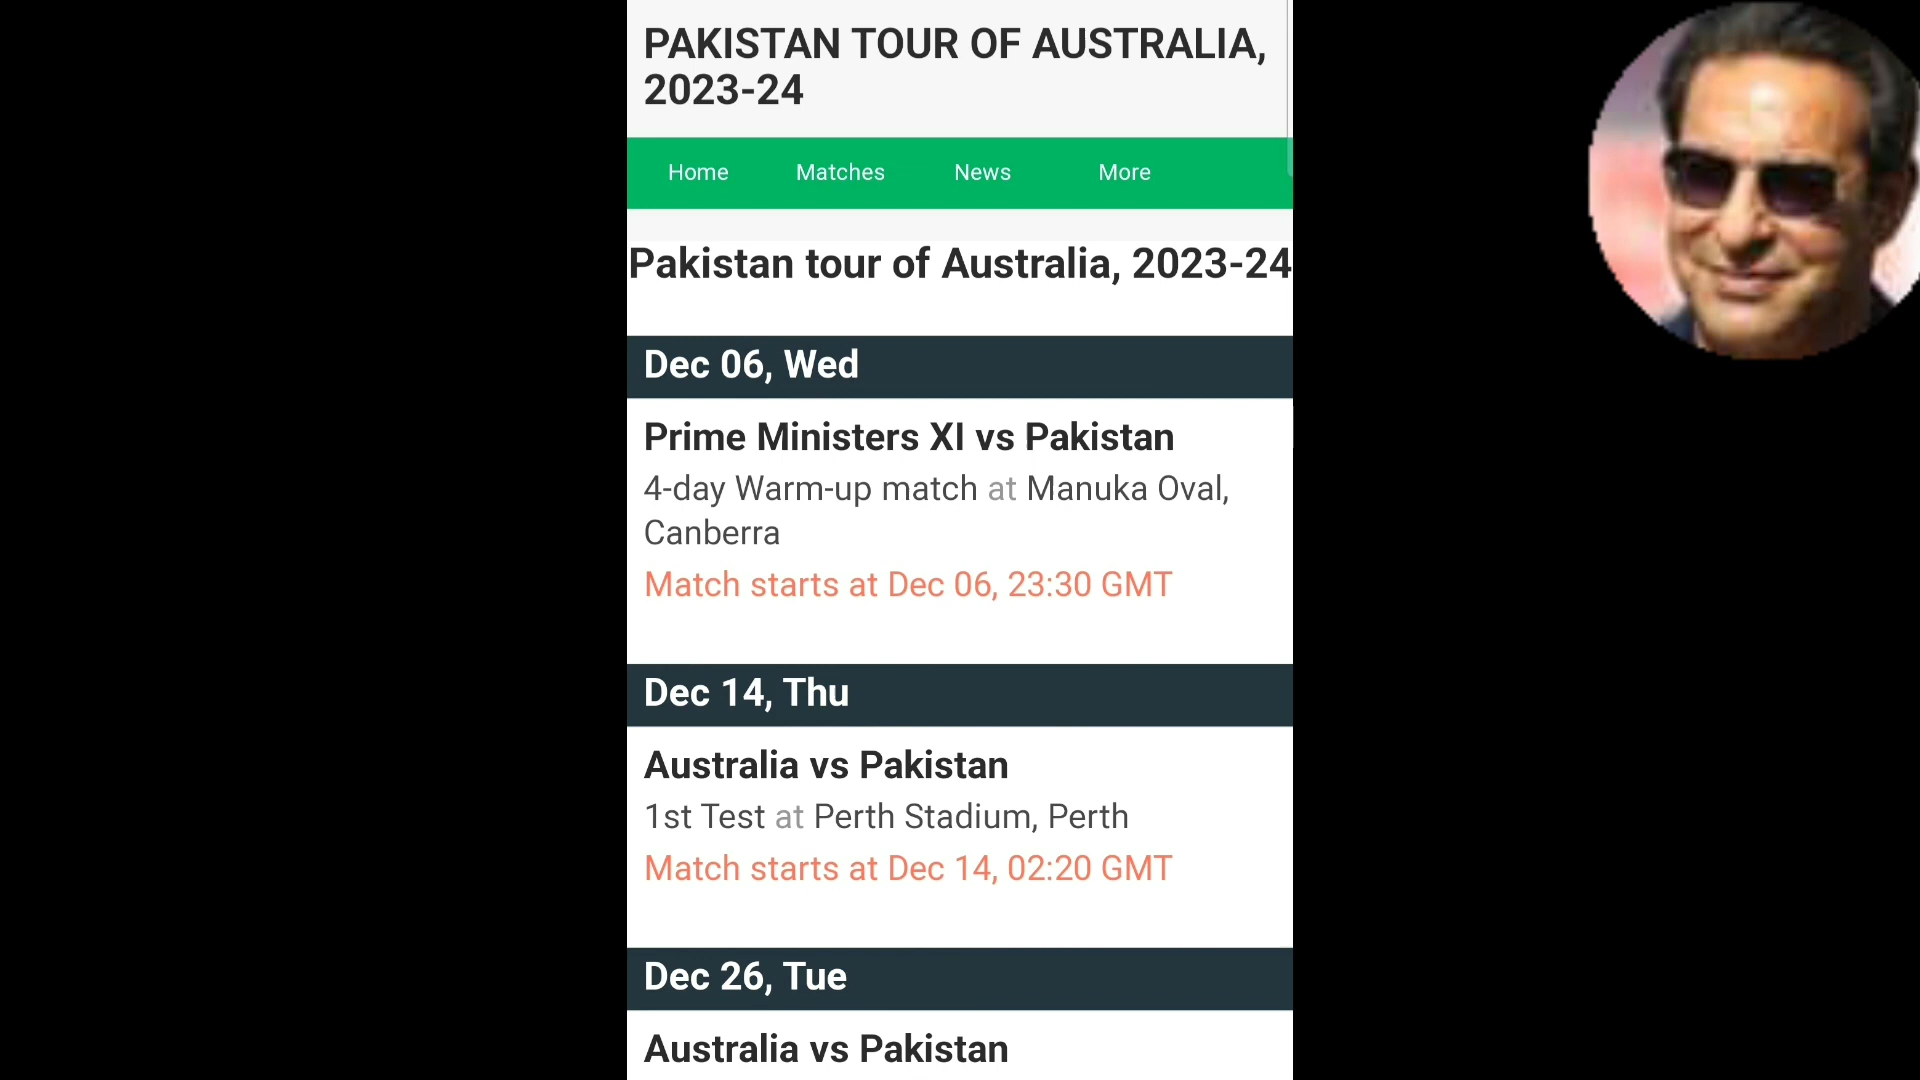 PAKISTAN TOUR OF AUSTRALIA,
2023-24
Home Matches News More
Pakistan tour of Australia, 2023-24
Dec 06, Wed
Prime Ministers XI vs Pakistan
4-day Warm-up match at Manuka Oval,
Canberra
Match starts at Dec 06, 23:30 GMT
Dec 14, Thu
Australia vs Pakistan
1st Test at Perth Stadium, Perth
Match starts at Dec 14, 02:20 GMT
Dec 26, Tue
Australia vs Pakistan